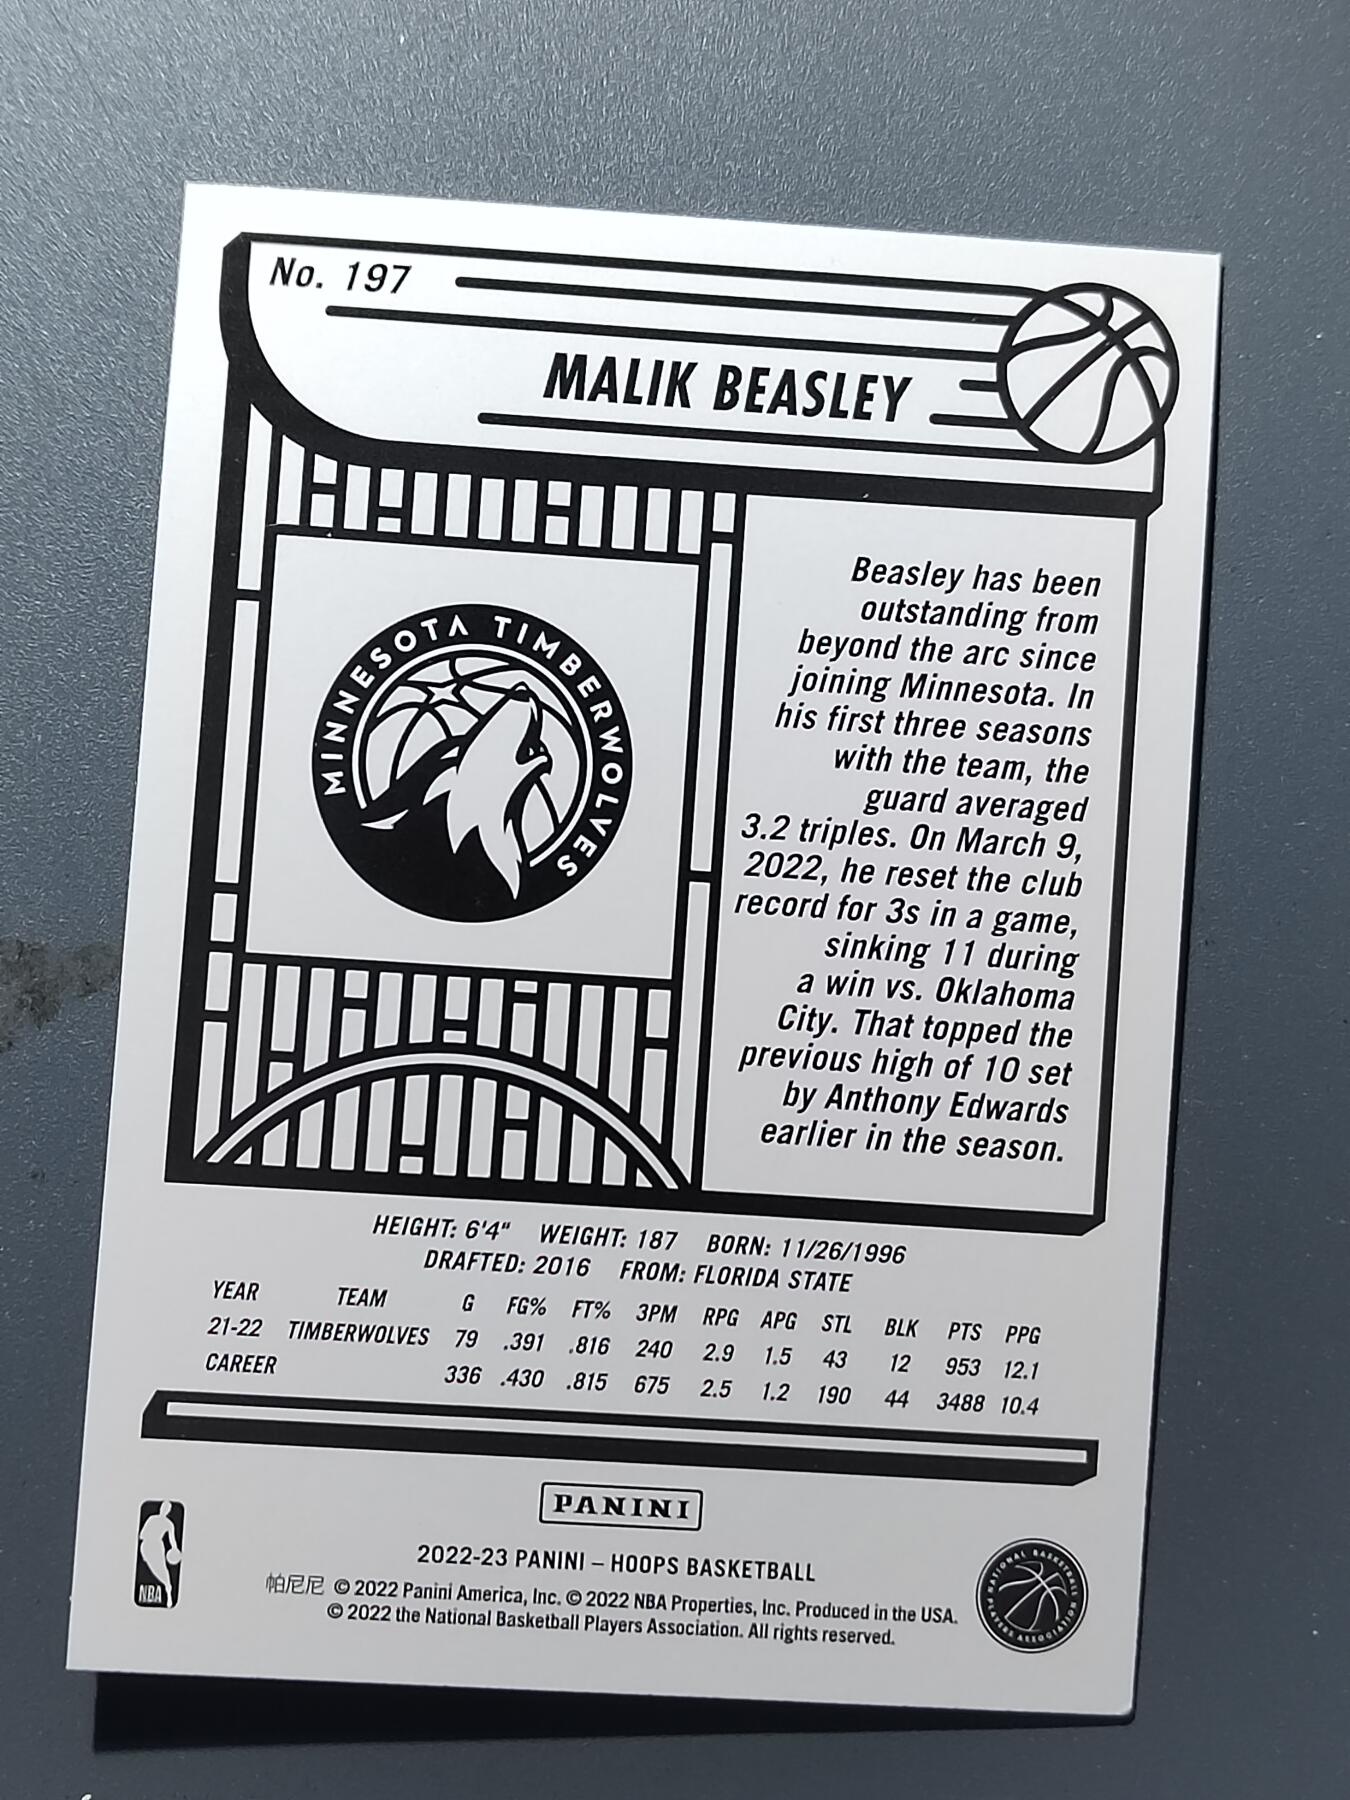 No. 197
MALIK BEASLEY
MINNESOTA TIMBERWOLVES
Beasley has been
outstanding from
beyond the arc since
joining Minnesota. In
his first three seasons
with the team, the
guard averaged
3.2 triples. On March 9,
2022, he reset the club
record for 3s in a game,
sinking 11 during
a win vs. Oklahoma
City. That topped the
previous high of 10 set
by Anthony Edwards
earlier in the season.
HEIGHT: 6'4" WEIGHT: 187 BORN: 11/26/1996
DRAFTED: 2016 FROM: FLORIDA STATE
YEAR TEAM G FG% FT% 3PM RPG APG STL BLK PTS PPG
21-22 TIMBERWOLVES 79 .391 .816 240 2.9 1.5 43 12 953 12.1
CAREER 336 .430 .815 675 2.5 1.2 190 44 3488 10.4
PANINI
2022-23 PANINI – HOOPS BASKETBALL
帕尼尼 © 2022 Panini America, Inc. © 2022 NBA Properties, Inc. Produced in the USA.
© 2022 the National Basketball Players Association. All rights reserved.
NBA
NATIONAL BASKETBALL PLAYERS ASSOCIATION